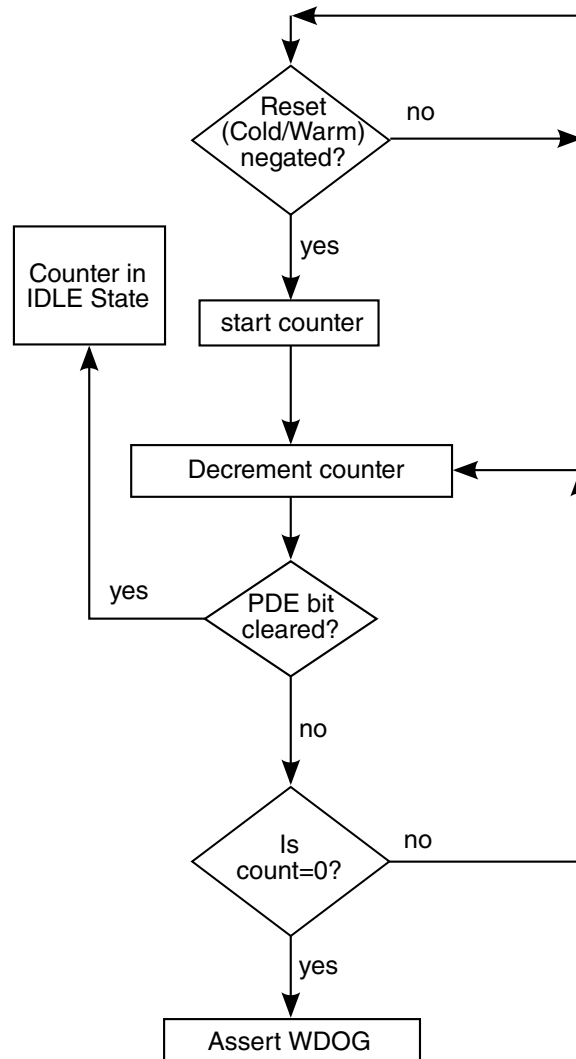 Reset
(Cold/Warm)
negated?
no
yes
Counter in
IDLE State
start counter
Decrement counter
yes
PDE bit
cleared?
no
Is
count=0?
no
yes
Assert WDOG